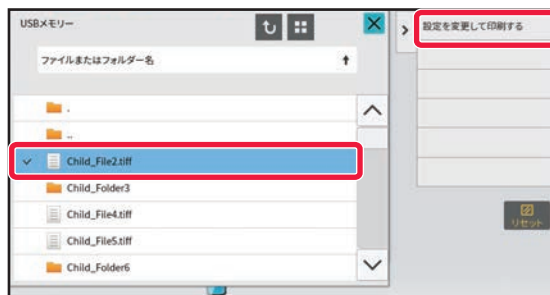 USBメモリー
設定を変更して印刷する
ファイルまたはフォルダー名
.
..
Child_File2.tiff
Child_Folder3
Child_File4.tiff
Child_File5.tiff
Child_Folder6
リセット